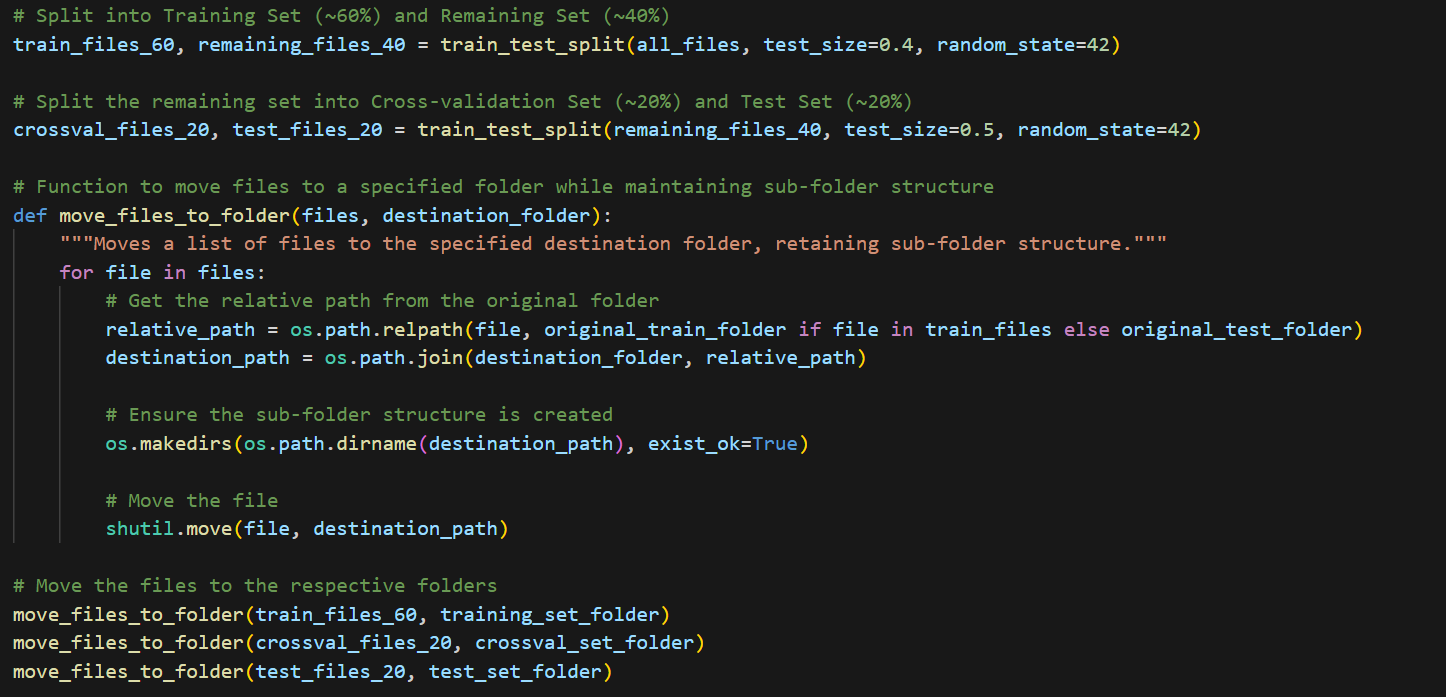 # Split into Training Set (~60%) and Remaining Set (~40%)
train_files_60, remaining_files_40 = train_test_split(all_files, test_size=0.4, random_state=42)
# Split the remaining set into Cross-validation Set (~20%) and Test Set (~20%)
crossval_files_20, test_files_20 = train_test_split(remaining_files_40, test_size=0.5, random_state=42)
# Function to move files to a specified folder while maintaining sub-folder structure
def move_files_to_folder(files, destination_folder):
    """Moves a list of files to the specified destination folder, retaining sub-folder structure."""
    for file in files:
        # Get the relative path from the original folder
        relative_path = os.path.relpath(file, original_train_folder if file in train_files else original_test_folder)
        destination_path = os.path.join(destination_folder, relative_path)
        # Ensure the sub-folder structure is created
        os.makedirs(os.path.dirname(destination_path), exist_ok=True)
        # Move the file
        shutil.move(file, destination_path)
# Move the files to the respective folders
move_files_to_folder(train_files_60, training_set_folder)
move_files_to_folder(crossval_files_20, crossval_set_folder)
move_files_to_folder(test_files_20, test_set_folder)